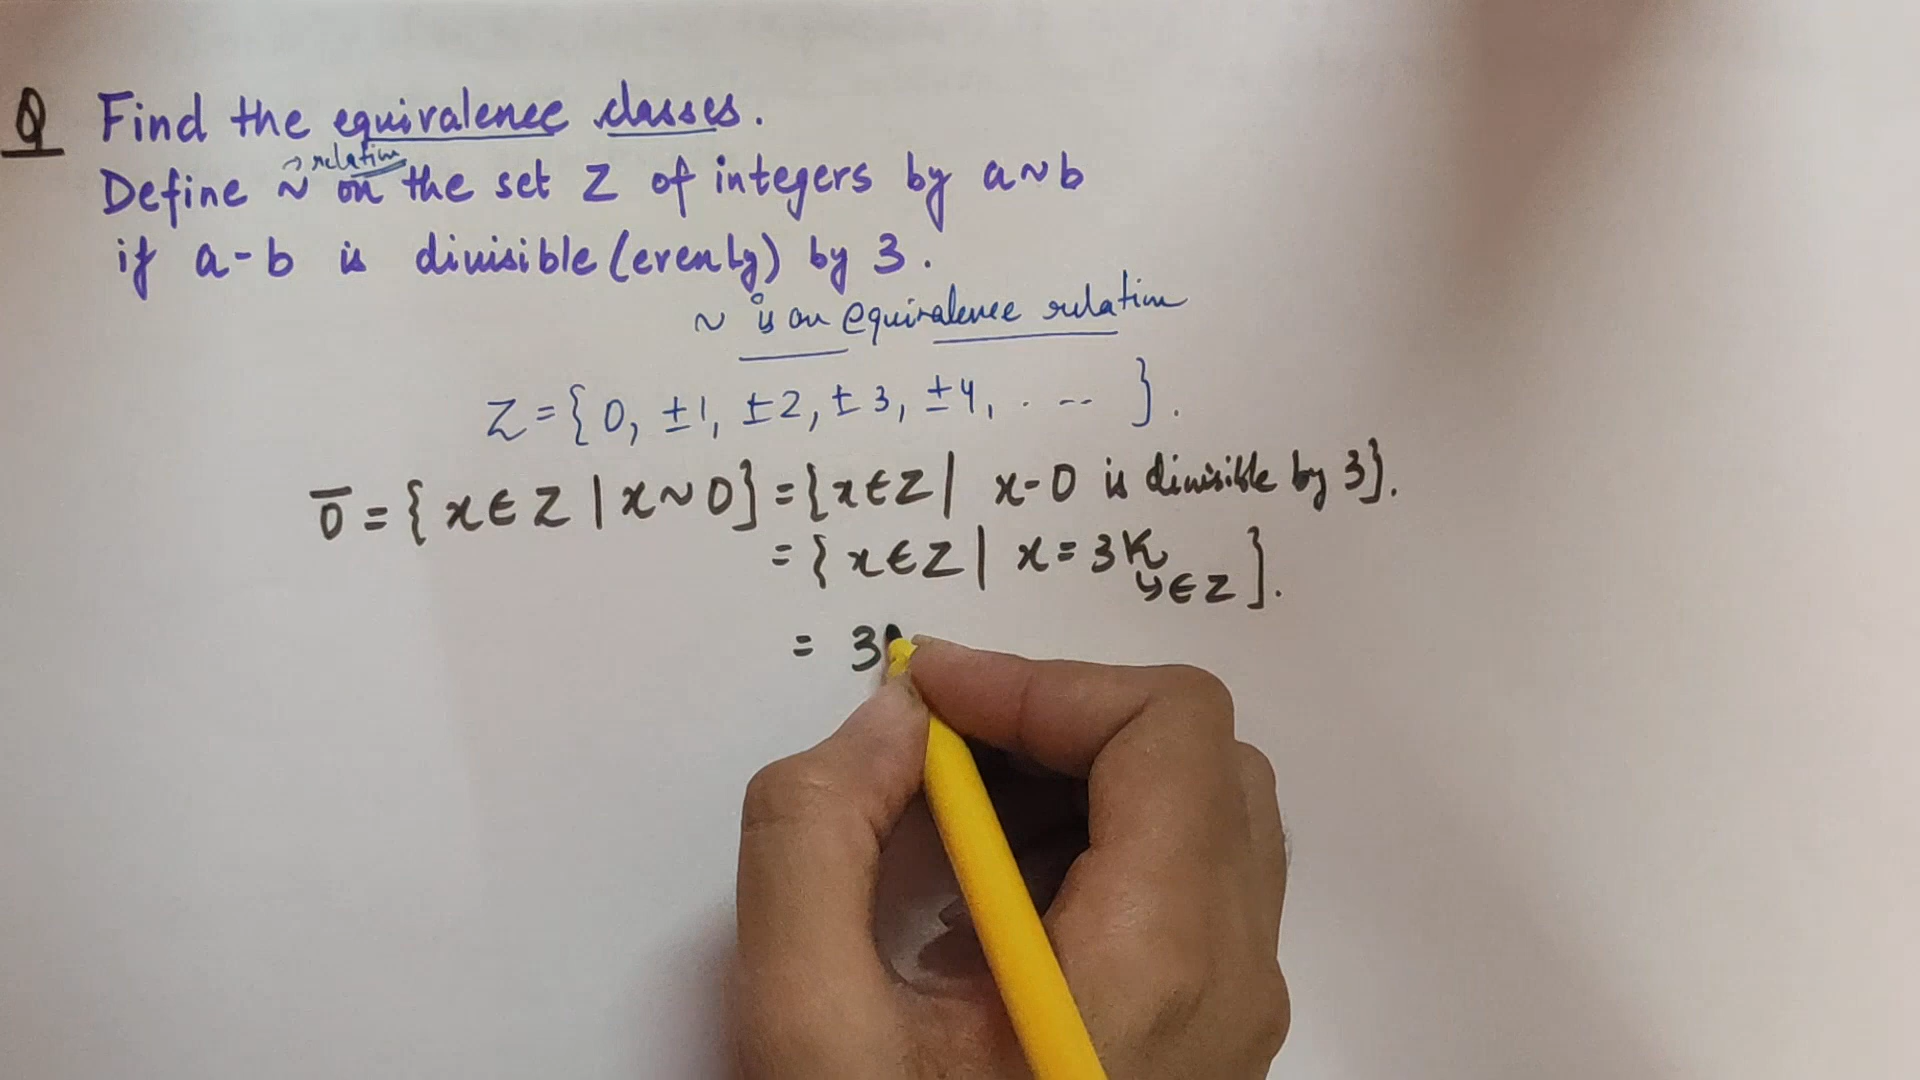 Q Find the equivalence classes.
→ relation
Define ~ on the set Z of integers by a~b
if a-b is divisible (evenly) by 3.
~ is an equivalence relation
Z = {0, ±1, ±2, ±3, ±4, . -- }.
0̅ = {x∈Z | x~0} = {x∈Z | x-0 is divisible by 3}.
= {x∈Z | x = 3K
↳∈Z}.
= 3